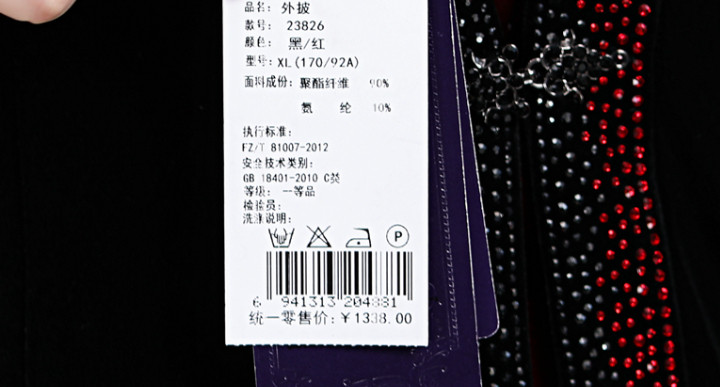 品名: 外披
款号: 23826
颜色: 黑/红
型号: XL(170/92A)
面料成份: 聚酯纤维 90%
氨 纶 10%
执行标准:
FZ/T 81007-2012
安全技术类别:
GB 18401-2010 C类
等级: 一等品
检验员:
洗涤说明:
P
6 941313 204881
统一零售价: ¥1338.00